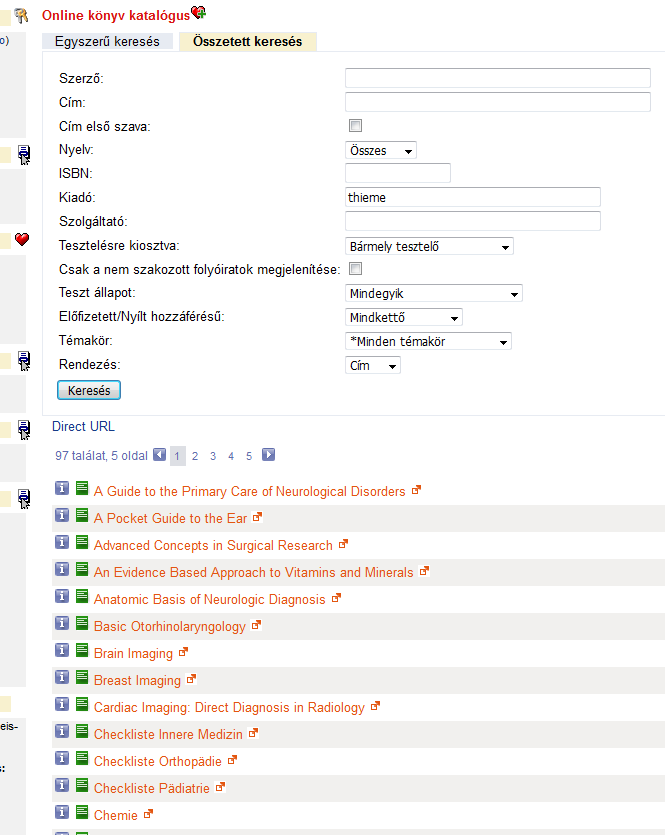 Online könyv katalógus
o)
Egyszerű keresés Összetett keresés
Szerző:
Cím:
Cím első szava:
Nyelv: Összes
ISBN:
Kiadó: thieme
Szolgáltató:
Tesztelésre kiosztva: Bármely tesztelő
Csak a nem szakozott folyóiratok megjelenítése:
Teszt állapot: Mindegyik
Előfizetett/Nyílt hozzáférésű: Mindkettő
Témakör: *Minden témakör
Rendezés: Cím
Keresés
Direct URL
97 találat, 5 oldal 1 2 3 4 5
A Guide to the Primary Care of Neurological Disorders
A Pocket Guide to the Ear
Advanced Concepts in Surgical Research
An Evidence Based Approach to Vitamins and Minerals
Anatomic Basis of Neurologic Diagnosis
Basic Otorhinolaryngology
Brain Imaging
Breast Imaging
Cardiac Imaging: Direct Diagnosis in Radiology
eis-
Checkliste Innere Medizin
Checkliste Orthopädie
s:
Checkliste Pädiatrie
Chemie